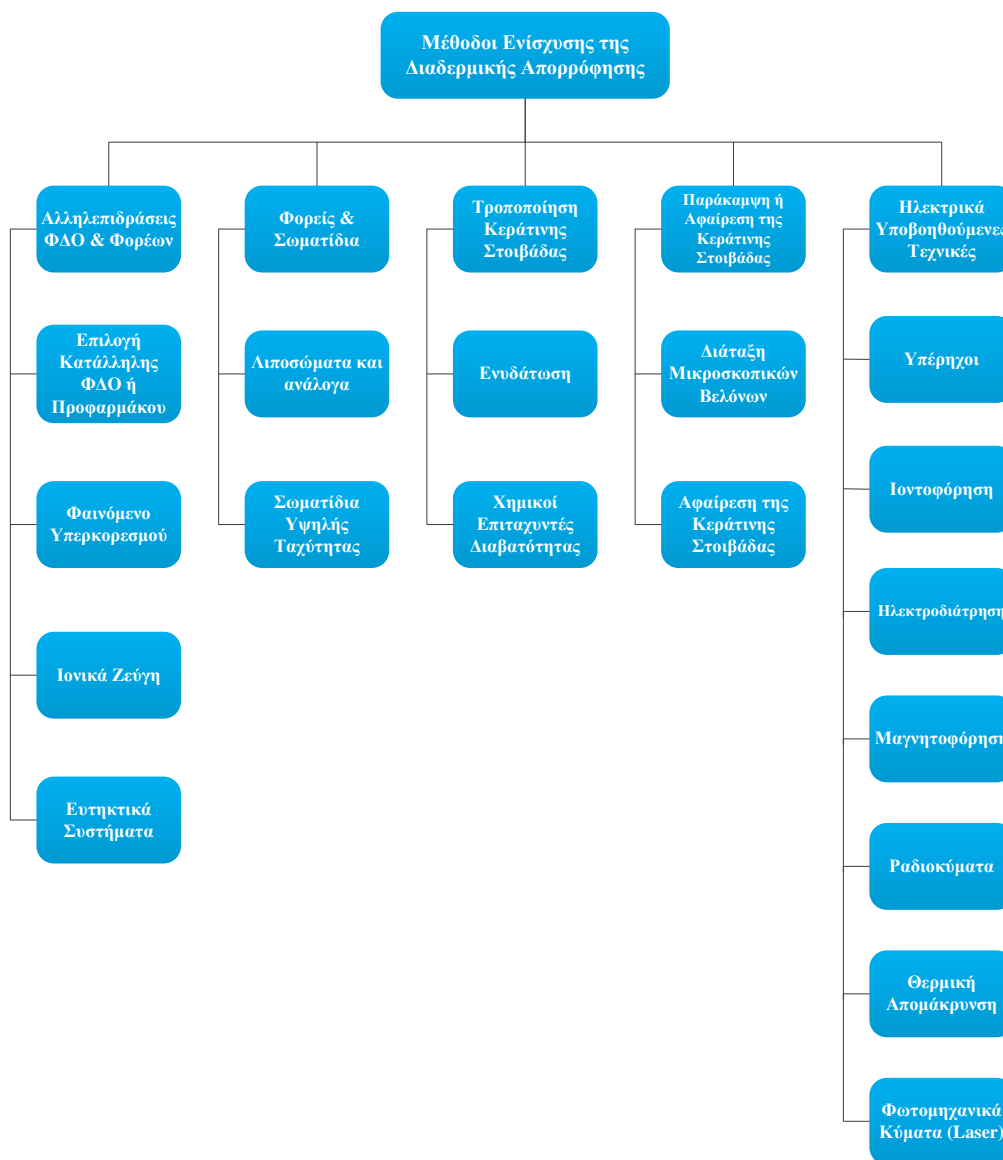 Μέθοδοι Ενίσχυσης της
Διαδερμικής Απορρόφησης
Αλληλεπιδράσεις
ΦΔΟ & Φορέων
Επιλογή
Κατάλληλης
ΦΔΟ ή
Προφαρμάκου
Φαινόμενο
Υπερκορεσμού
Ιονικά Ζεύγη
Ευτηκτικά
Συστήματα
Φορείς &
Σωματίδια
Λιποσώματα και
ανάλογα
Σωματίδια
Υψηλής
Ταχύτητας
Τροποποίηση
Κεράτινης
Στοιβάδας
Ενυδάτωση
Χημικοί
Επιταχυντές
Διαβατότητας
Παράκαμψη ή
Αφαίρεση της
Κεράτινης
Στοιβάδας
Διάταξη
Μικροσκοπικών
Βελόνων
Αφαίρεση της
Κεράτινης
Στοιβάδας
Ηλεκτρικά
Υποβοηθούμενες
Τεχνικές
Υπέρηχοι
Ιοντοφόρηση
Ηλεκτροδιάτρηση
Μαγνητοφόρηση
Ραδιοκύματα
Θερμική
Απομάκρυνση
Φωτομηχανικά
Κύματα (Laser)